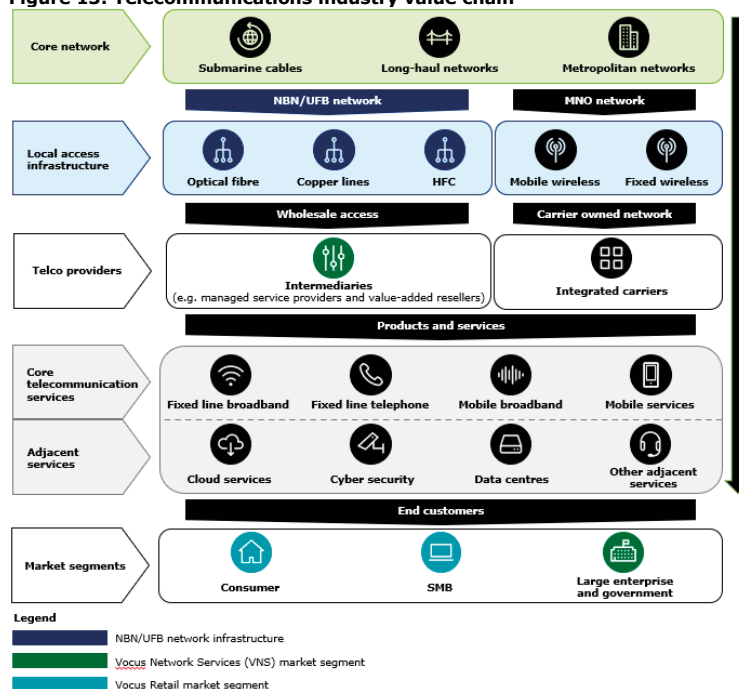 Figure 13: Telecommunications industry value chain
Core network
Submarine cables
Long-haul networks
Metropolitan networks
NBN/UFB network
MNO network
Local access
infrastructure
Optical fibre
Copper lines
HFC
Mobile wireless
Fixed wireless
Wholesale access
Carrier owned network
Telco providers
Intermediaries
(e.g. managed service providers and value-added resellers)
Integrated carriers
Products and services
Core
telecommunication
services
Fixed line broadband
Fixed line telephone
Mobile broadband
Mobile services
Adjacent
services
Cloud services
Cyber security
Data centres
Other adjacent
services
End customers
Market segments
Consumer
SMB
Large enterprise
and government
Legend
NBN/UFB network infrastructure
Vocus Network Services (VNS) market segment
Vocus Retail market segment